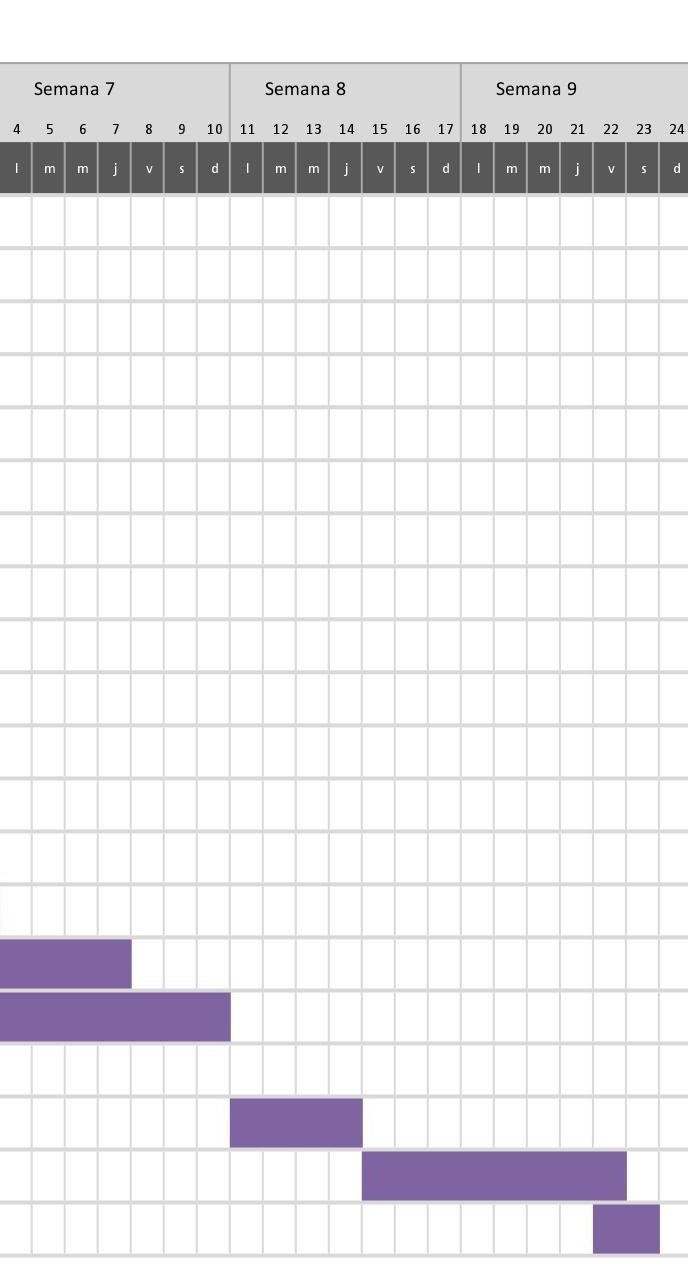 Semana 7 Semana 8 Semana 9
4 5 6 7 8 9 10 11 12 13 14 15 16 17 18 19 20 21 22 23 24
l m m j v s d l m m j v s d l m m j v s d